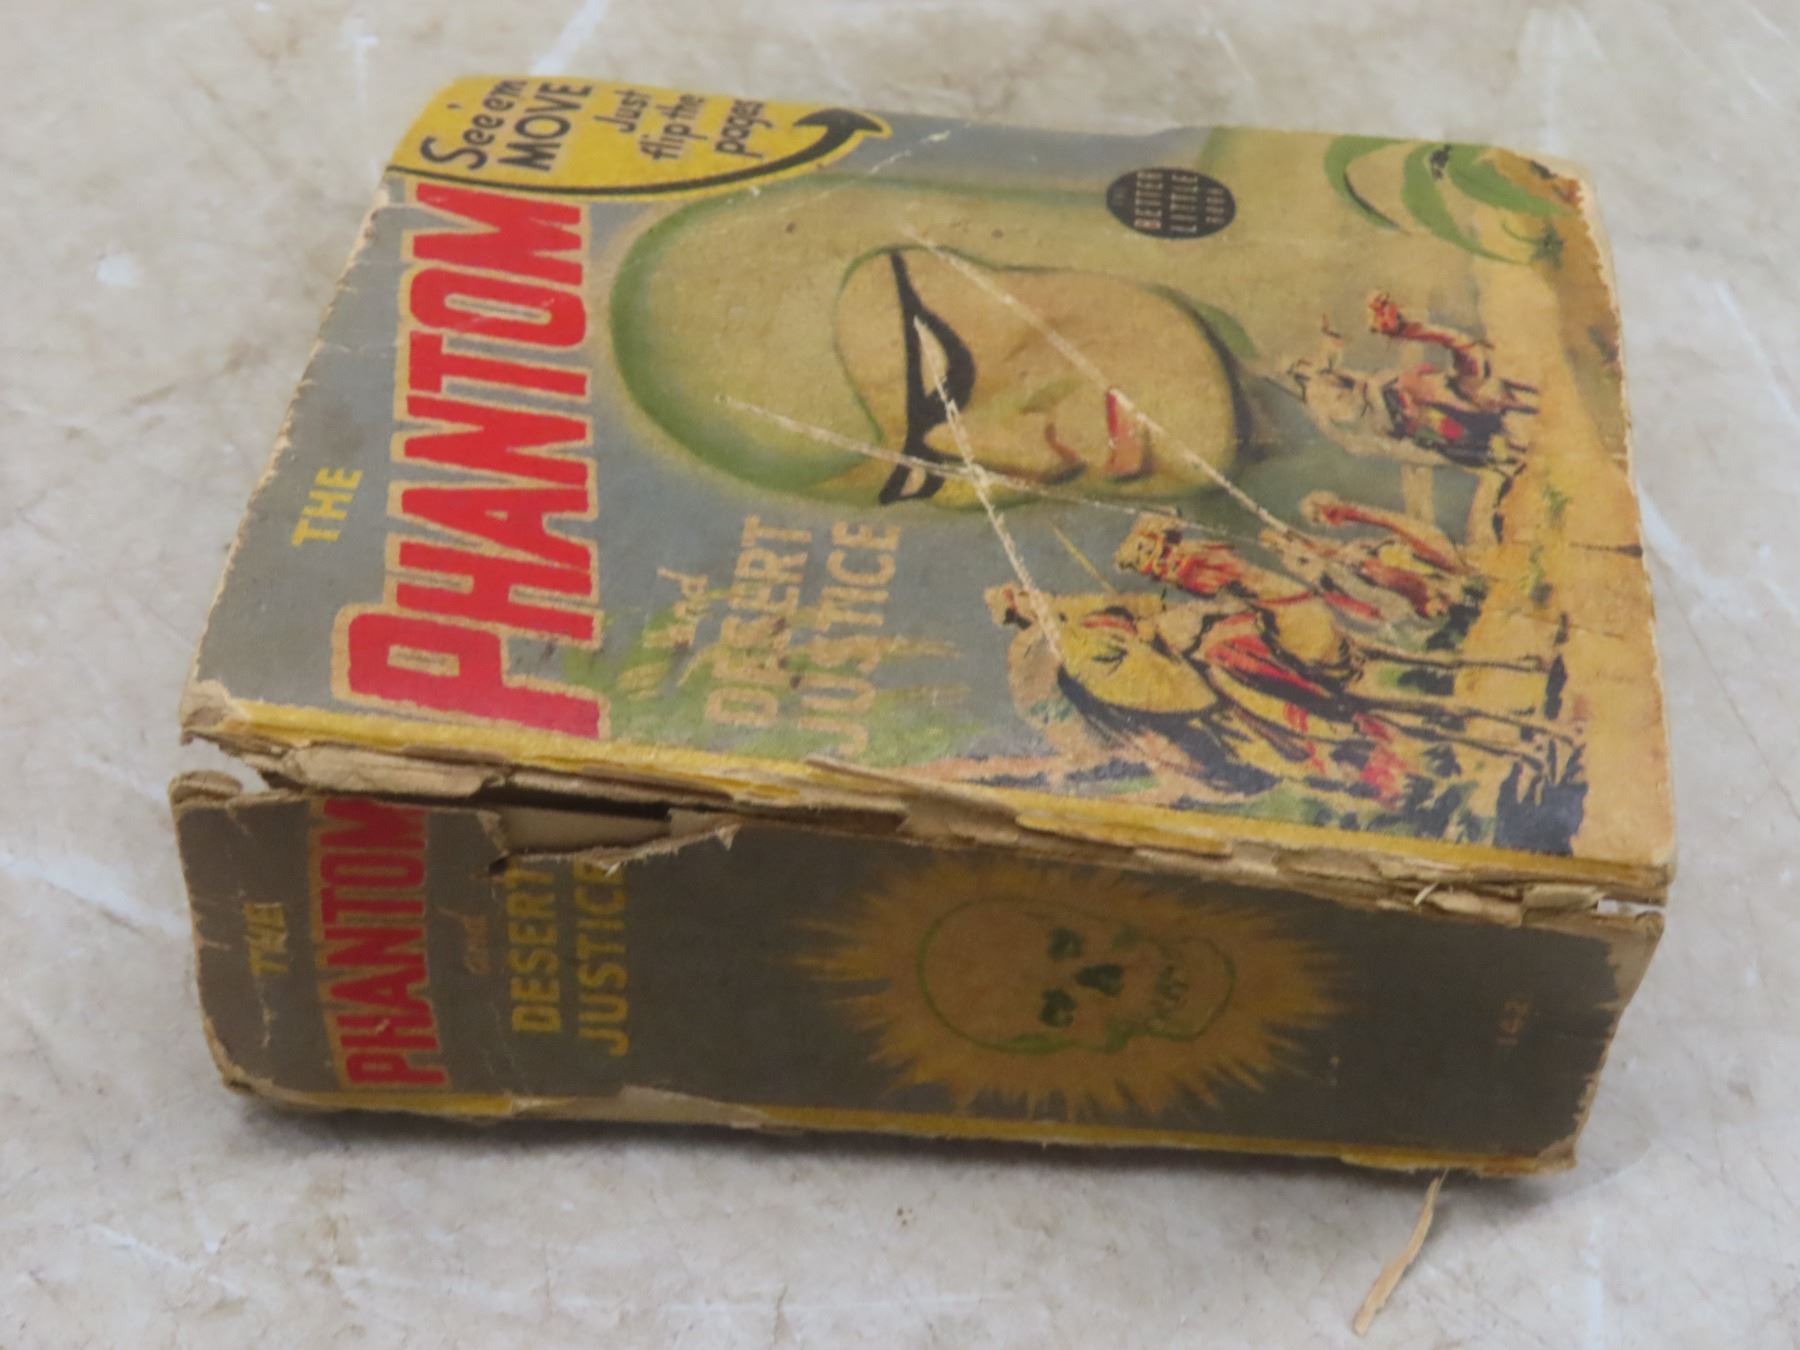 See 'em
MOVE
Just
flip the
pages
THE
PHANTOM
and
DESERT
JUSTICE
BETTER
LITTLE
BOOK
THE
PHANTOM
and
DESERT
JUSTICE